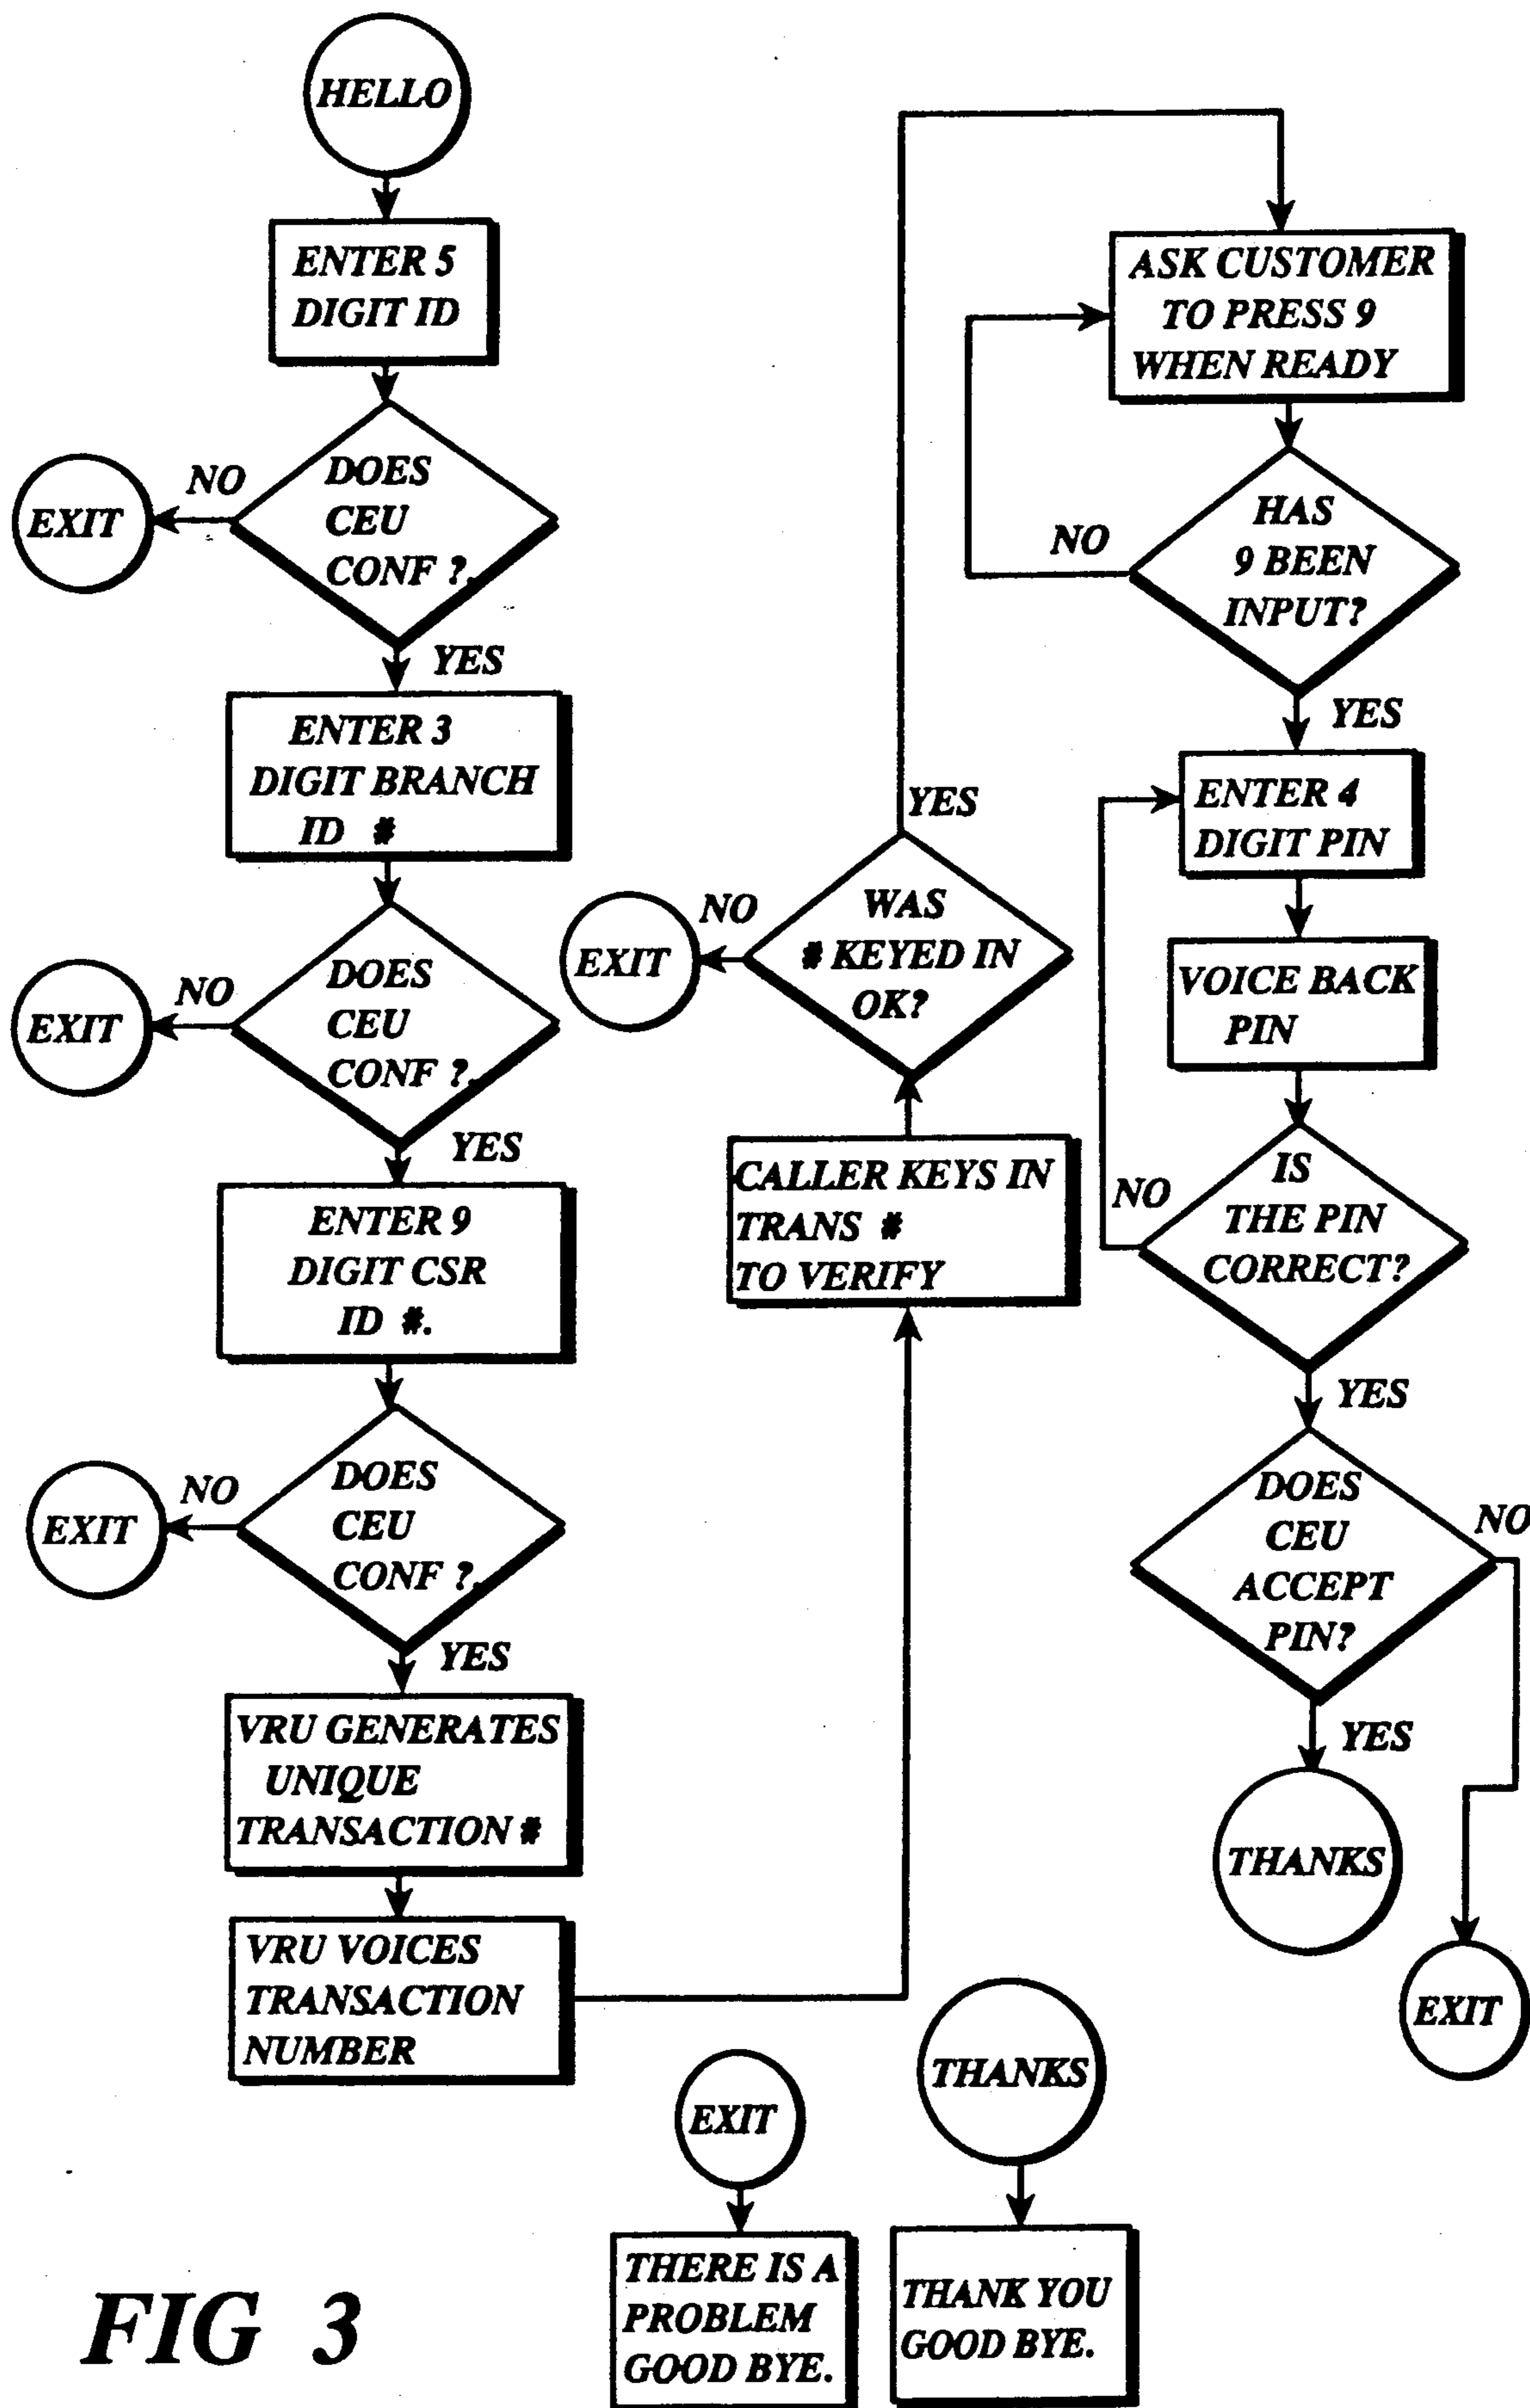 HELLO
ENTER 5
DIGIT ID
DOES
CEU
CONF ?.
NO
EXIT
YES
ENTER 3
DIGIT BRANCH
ID #
DOES
CEU
CONF ?.
NO
EXIT
YES
ENTER 9
DIGIT CSR
ID #.
DOES
CEU
CONF ?.
NO
EXIT
YES
VRU GENERATES
UNIQUE
TRANSACTION #
VRU VOICES
TRANSACTION
NUMBER
CALLER KEYS IN
TRANS #
TO VERIFY
WAS
# KEYED IN
OK?
NO
EXIT
YES
ASK CUSTOMER
TO PRESS 9
WHEN READY
HAS
9 BEEN
INPUT?
NO
YES
ENTER 4
DIGIT PIN
VOICE BACK
PIN
IS
THE PIN
CORRECT?
NO
YES
DOES
CEU
ACCEPT
PIN?
NO
YES
THANKS
EXIT
EXIT
THERE IS A
PROBLEM
GOOD BYE.
THANKS
THANK YOU
GOOD BYE.
FIG 3